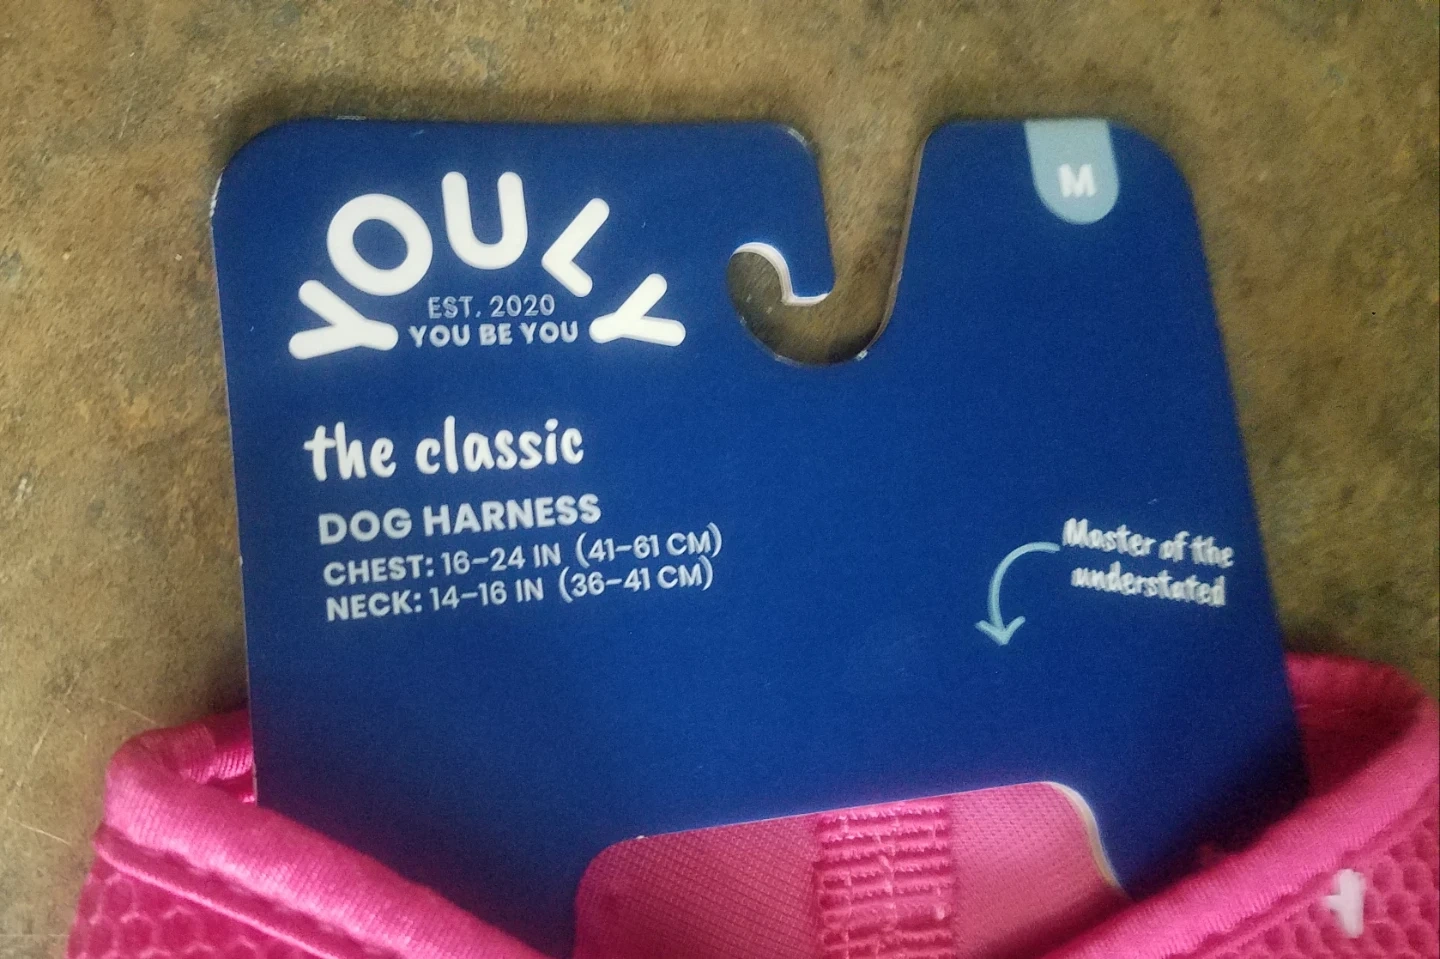 YOULY
EST. 2020
YOU BE YOU
M
the classic
DOG HARNESS
CHEST: 16–24 IN (41–61 CM)
NECK: 14–16 IN (36–41 CM)
Master of the
understated